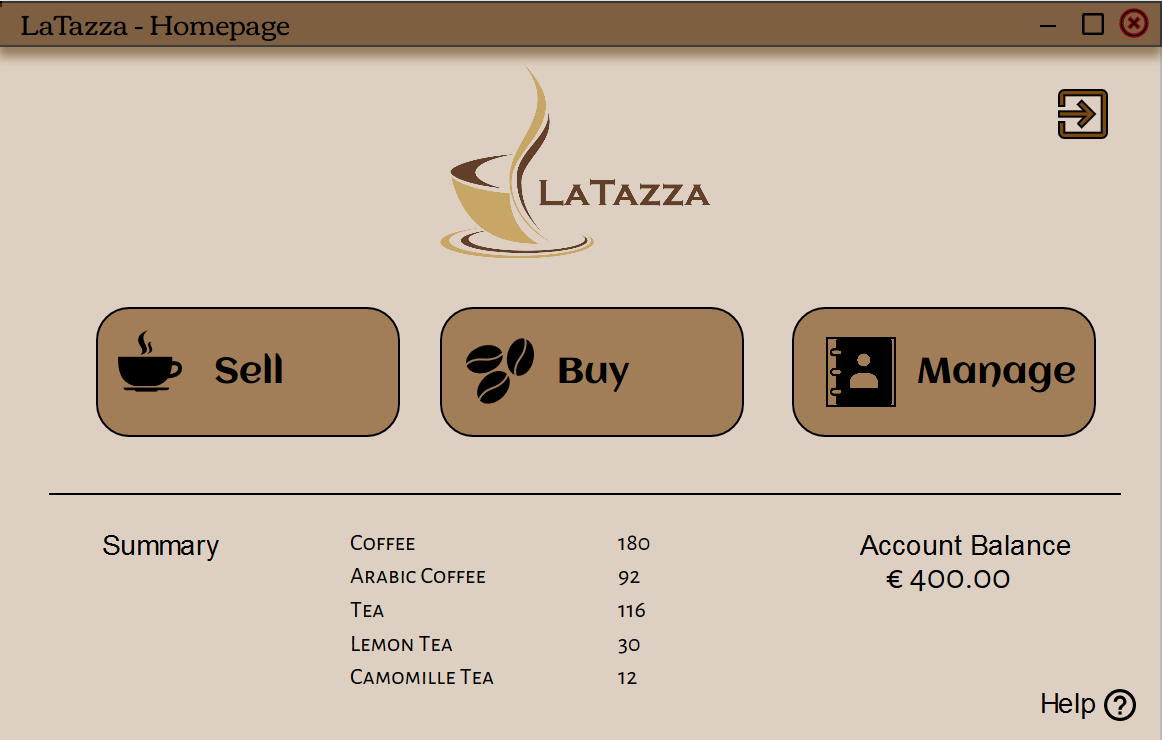 LaTazza - Homepage
LaTazza
Sell
Buy
Manage
Summary
Coffee 180
Arabic Coffee 92
Tea 116
Lemon Tea 30
Camomille Tea 12
Account Balance
€ 400.00
Help ?